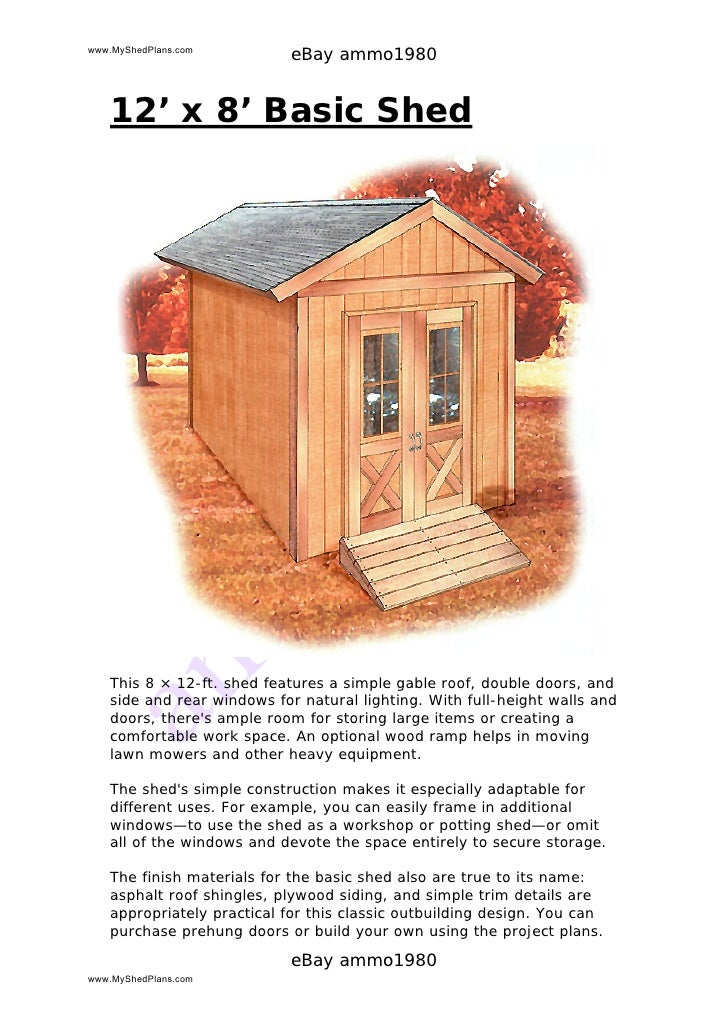 www.MyShedPlans.com
eBay ammo1980
12’ x 8’ Basic Shed
This 8 × 12-ft. shed features a simple gable roof, double doors, and
side and rear windows for natural lighting. With full-height walls and
doors, there's ample room for storing large items or creating a
comfortable work space. An optional wood ramp helps in moving
lawn mowers and other heavy equipment.
The shed's simple construction makes it especially adaptable for
different uses. For example, you can easily frame in additional
windows—to use the shed as a workshop or potting shed—or omit
all of the windows and devote the space entirely to secure storage.
The finish materials for the basic shed also are true to its name:
asphalt roof shingles, plywood siding, and simple trim details are
appropriately practical for this classic outbuilding design. You can
purchase prehung doors or build your own using the project plans.
eBay ammo1980
www.MyShedPlans.com